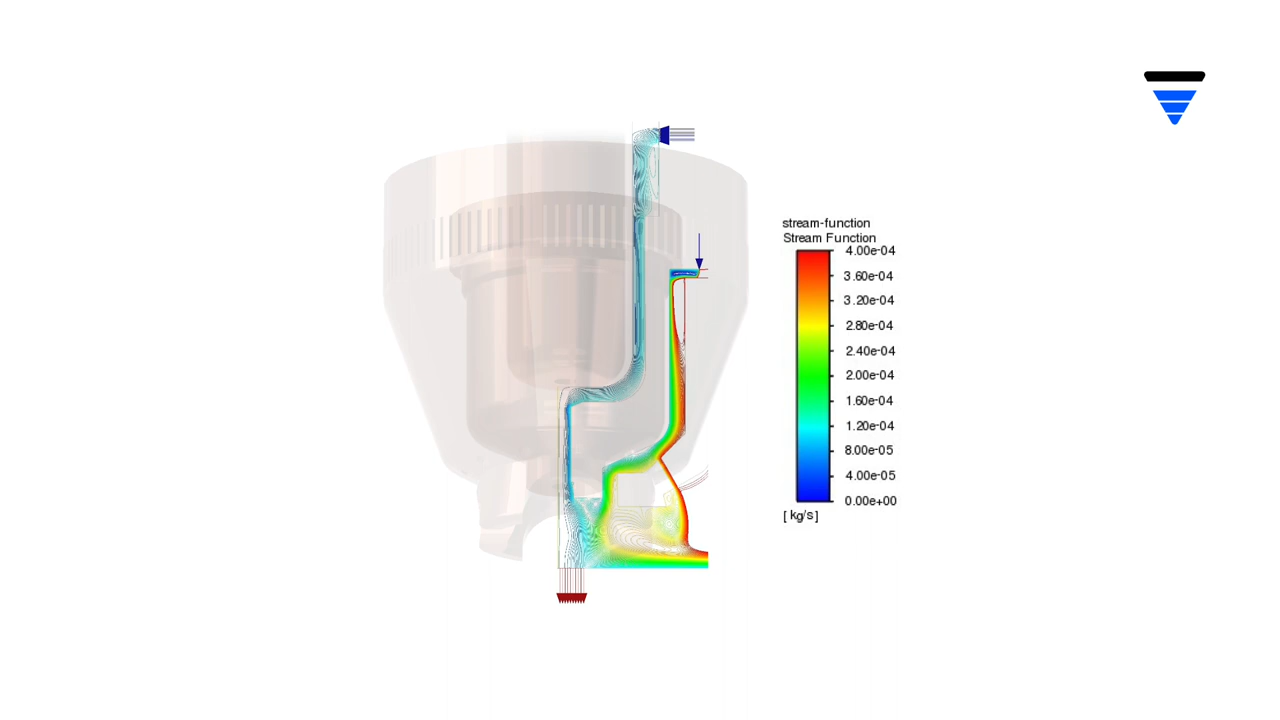 stream-function
Stream Function
4.00e-04
3.60e-04
3.20e-04
2.80e-04
2.40e-04
2.00e-04
1.60e-04
1.20e-04
8.00e-05
4.00e-05
0.00e+00
[ kg/s ]